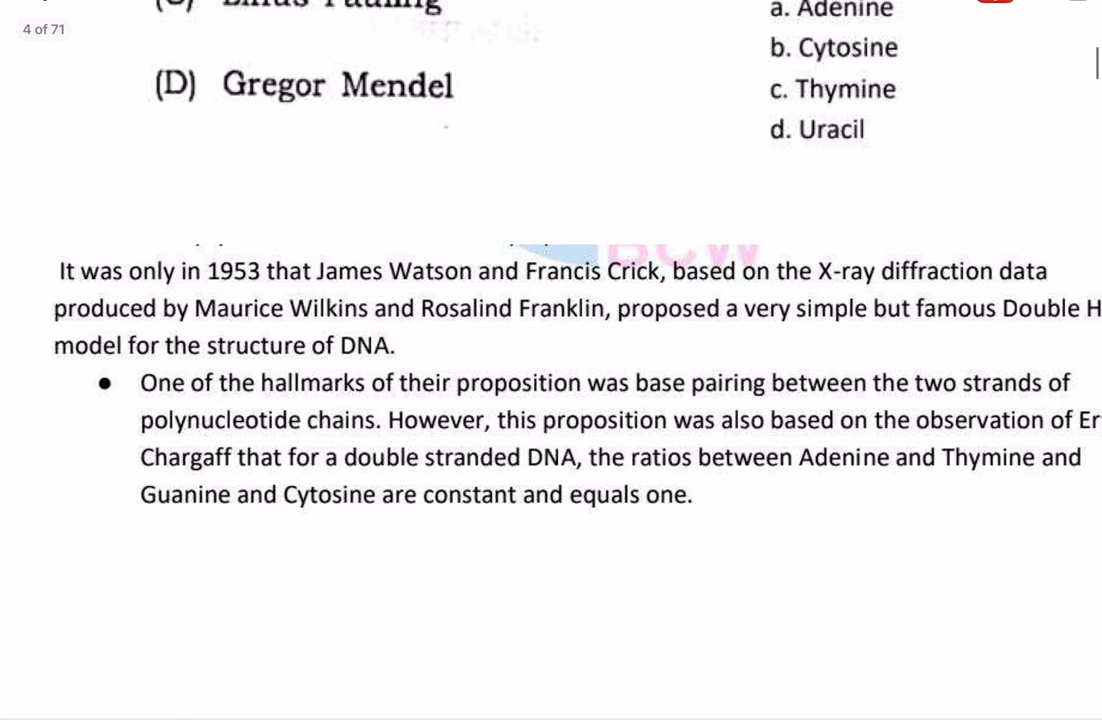 4 of 71
a. Adenine
(D) Gregor Mendel
b. Cytosine
c. Thymine
d. Uracil
BCW
It was only in 1953 that James Watson and Francis Crick, based on the X-ray diffraction data
produced by Maurice Wilkins and Rosalind Franklin, proposed a very simple but famous Double H
model for the structure of DNA.
● One of the hallmarks of their proposition was base pairing between the two strands of
polynucleotide chains. However, this proposition was also based on the observation of Er
Chargaff that for a double stranded DNA, the ratios between Adenine and Thymine and
Guanine and Cytosine are constant and equals one.